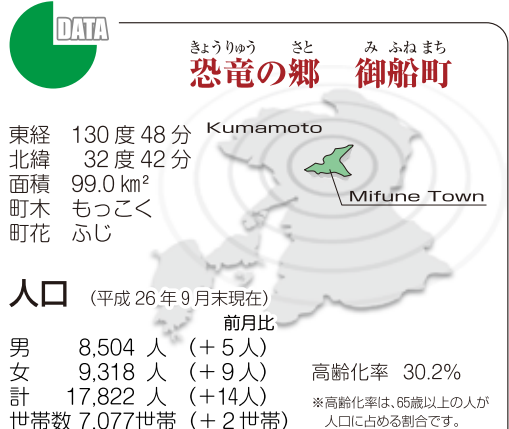 DATA
きょうりゅう さと み ふね まち
恐竜の郷 御船町
東経 130度48分
北緯 32度42分
面積 99.0㎢
町木 もっこく
町花 ふじ
Kumamoto
Mifune Town
人口 (平成26年9月末現在)
前月比
男 8,504 人 (+5人)
女 9,318 人 (+9人)
計 17,822 人 (+14人)
世帯数 7,077世帯 (+2世帯)
高齢化率 30.2%
※高齢化率は、65歳以上の人が
人口に占める割合です。